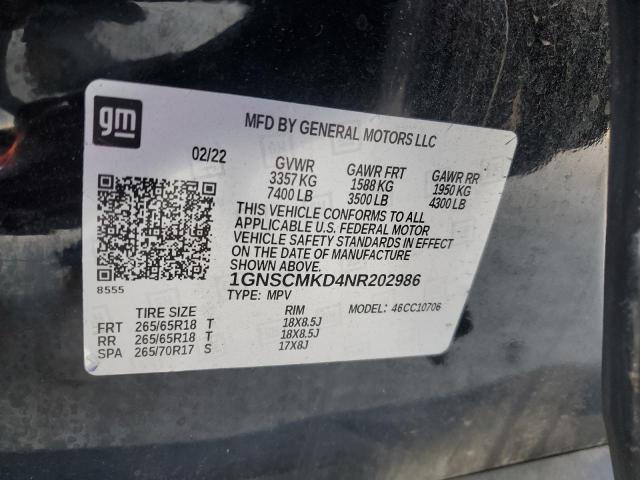 gm
MFD BY GENERAL MOTORS LLC
02/22
GVWR GAWR FRT GAWR RR
3357 KG 1588 KG 1950 KG
7400 LB 3500 LB 4300 LB
THIS VEHICLE CONFORMS TO ALL
APPLICABLE U.S. FEDERAL MOTOR
VEHICLE SAFETY STANDARDS IN EFFECT
ON THE DATE OF MANUFACTURE
SHOWN ABOVE.
8555
1GNSCMKD4NR202986
TYPE: MPV MODEL: 46CC10706
TIRE SIZE RIM
FRT 265/65R18 T 18X8.5J
RR 265/65R18 T 18X8.5J
SPA 265/70R17 S 17X8J